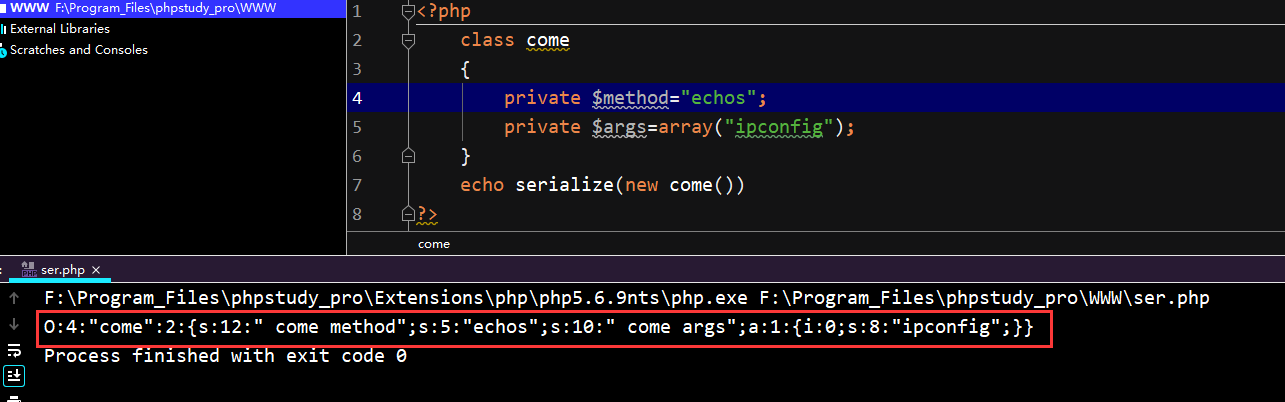 WWW F:\Program_Files\phpstudy_pro\WWW
External Libraries
Scratches and Consoles
1 <?php
2 class come
3 {
4 private $method="echos";
5 private $args=array("ipconfig");
6 }
7 echo serialize(new come())
8 ?>
come
: ser.php ×
F:\Program_Files\phpstudy_pro\Extensions\php\php5.6.9nts\php.exe F:\Program_Files\phpstudy_pro\WWW\ser.php
O:4:"come":2:{s:12:" come method";s:5:"echos";s:10:" come args";a:1:{i:0;s:8:"ipconfig";}}
Process finished with exit code 0